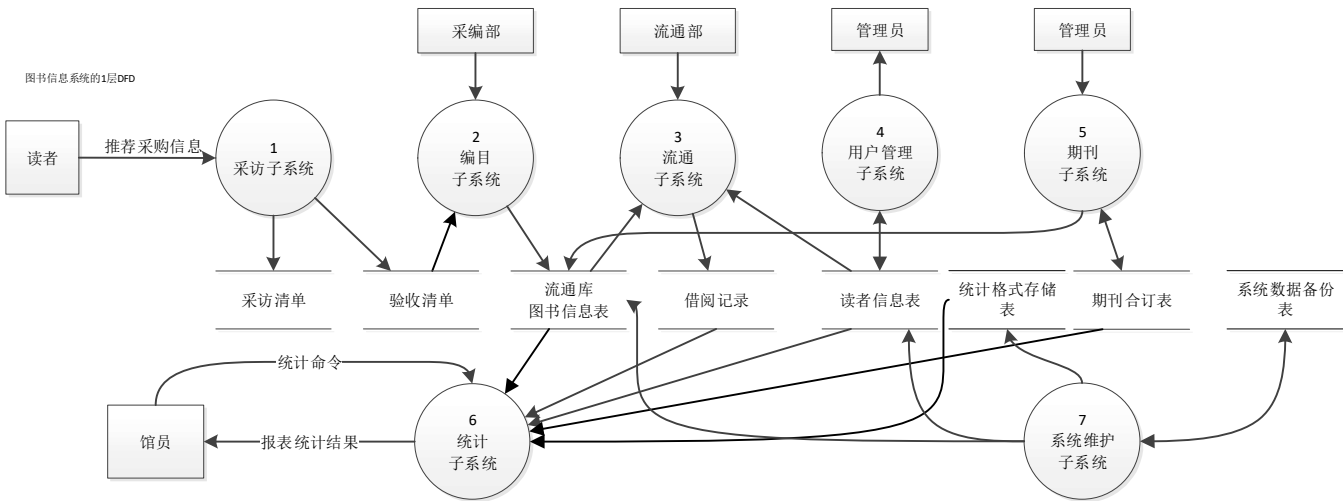 采编部
流通部
管理员
管理员
图书信息系统的1层DFD
读者
推荐采购信息
1
采访子系统
2
编目
子系统
3
流通
子系统
4
用户管理
子系统
5
期刊
子系统
采访清单
验收清单
流通库
图书信息表
借阅记录
读者信息表
统计格式存储
表
期刊合订表
系统数据备份
表
统计命令
馆员
报表统计结果
6
统计
子系统
7
系统维护
子系统